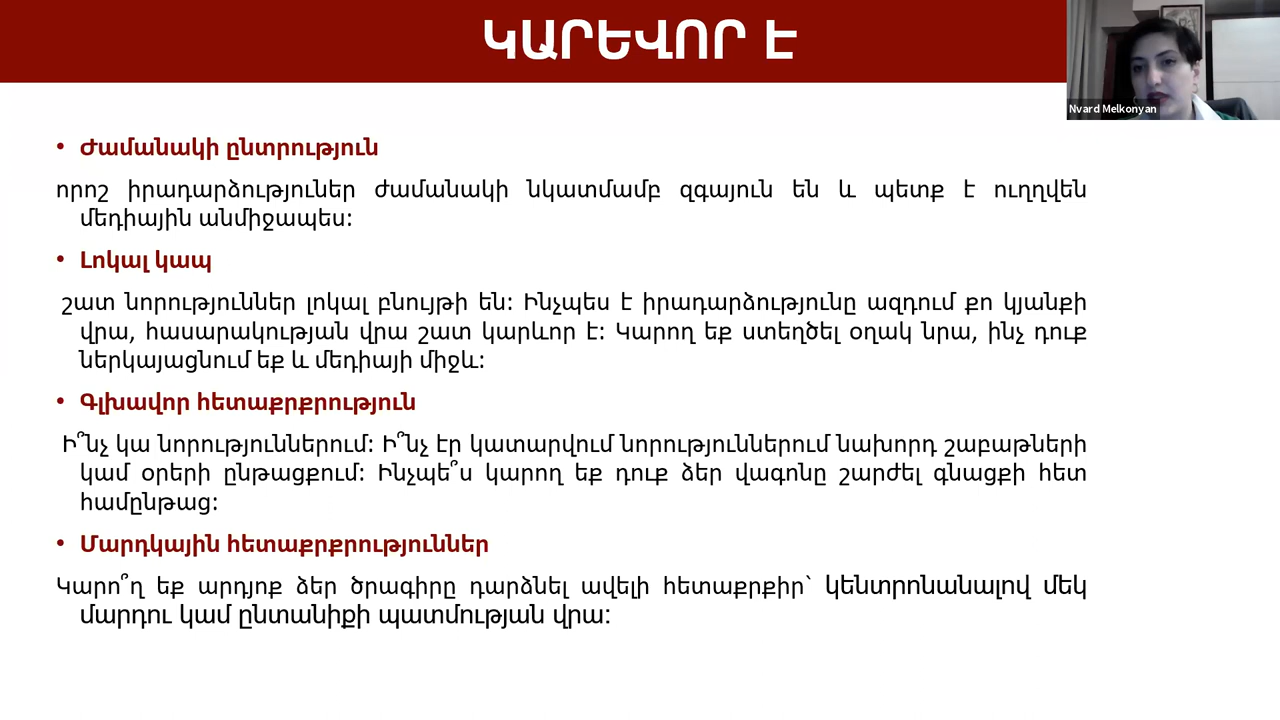 ԿԱՐԵՎՈՐ Է
Nvard Melkonyan
• Ժամանակի ընտրություն
որոշ իրադարձություներ ժամանակի նկատմամբ զգայուն են և պետք է ուղղվեն
մեդիային անմիջապես:
• Լոկալ կապ
շատ նորություններ լոկալ բնույթի են: Ինչպես է իրադարձությունը ազդում քո կյանքի
վրա, հասարակության վրա շատ կարևոր է: Կարող եք ստեղծել օղակ նրա, ինչ դուք
ներկայացնում եք և մեդիայի միջև:
• Գլխավոր հետաքրքրություն
Ի՞նչ կա նորություններում: Ի՞նչ էր կատարվում նորություններում նախորդ շաբաթների
կամ օրերի ընթացքում: Ինչպե՞ս կարող եք դուք ձեր վագոնը շարժել գնացքի հետ
համընթաց:
• Մարդկային հետաքրքրություններ
Կարո՞ղ եք արդյոք ձեր ծրագիրը դարձնել ավելի հետաքրքիր՝ կենտրոնանալով մեկ
մարդու կամ ընտանիքի պատմության վրա: